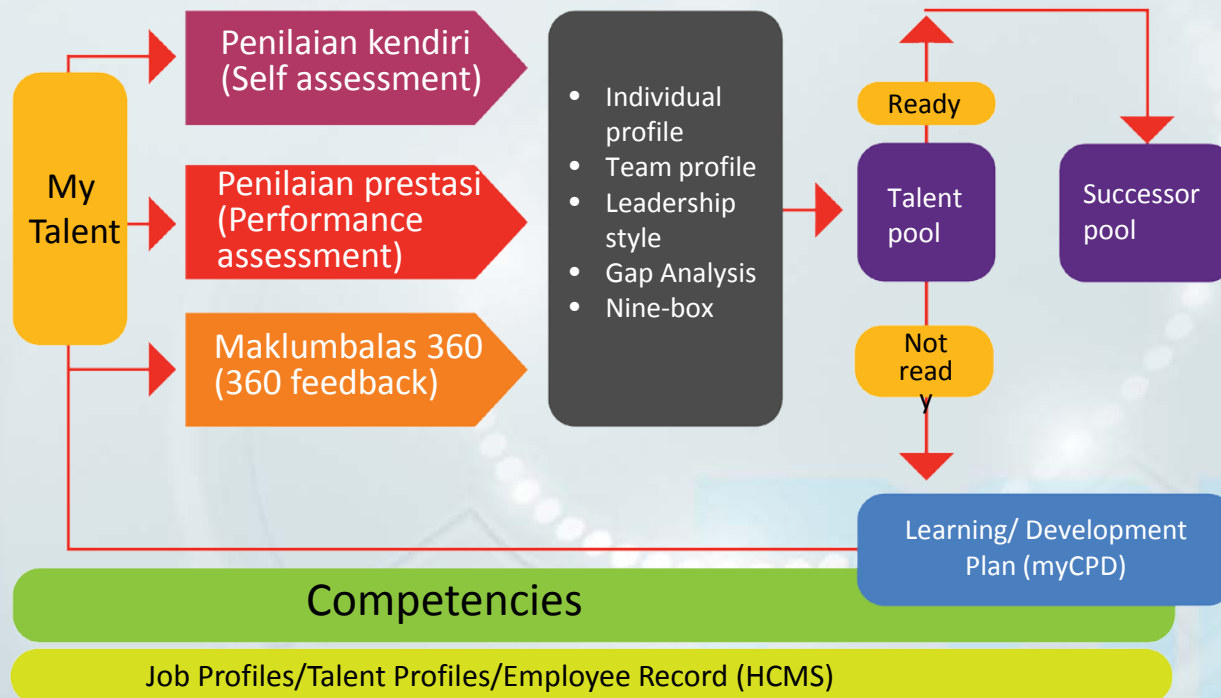 My
Talent
Penilaian kendiri
(Self assessment)
Penilaian prestasi
(Performance
assessment)
Maklumbalas 360
(360 feedback)
• Individual
profile
• Team profile
• Leadership
style
• Gap Analysis
• Nine-box
Ready
Talent
pool
Successor
pool
Not
read
y
Learning/ Development
Plan (myCPD)
Competencies
Job Profiles/Talent Profiles/Employee Record (HCMS)